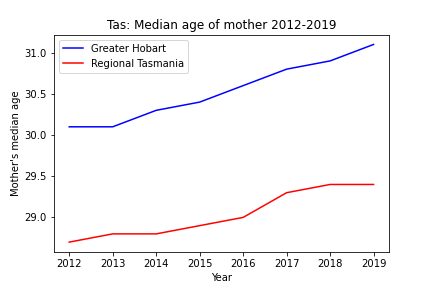 Tas: Median age of mother 2012-2019
Greater Hobart
Regional Tasmania
31.0
30.5
30.0
29.5
29.0
Mother's median age
2012 2013 2014 2015 2016 2017 2018 2019
Year